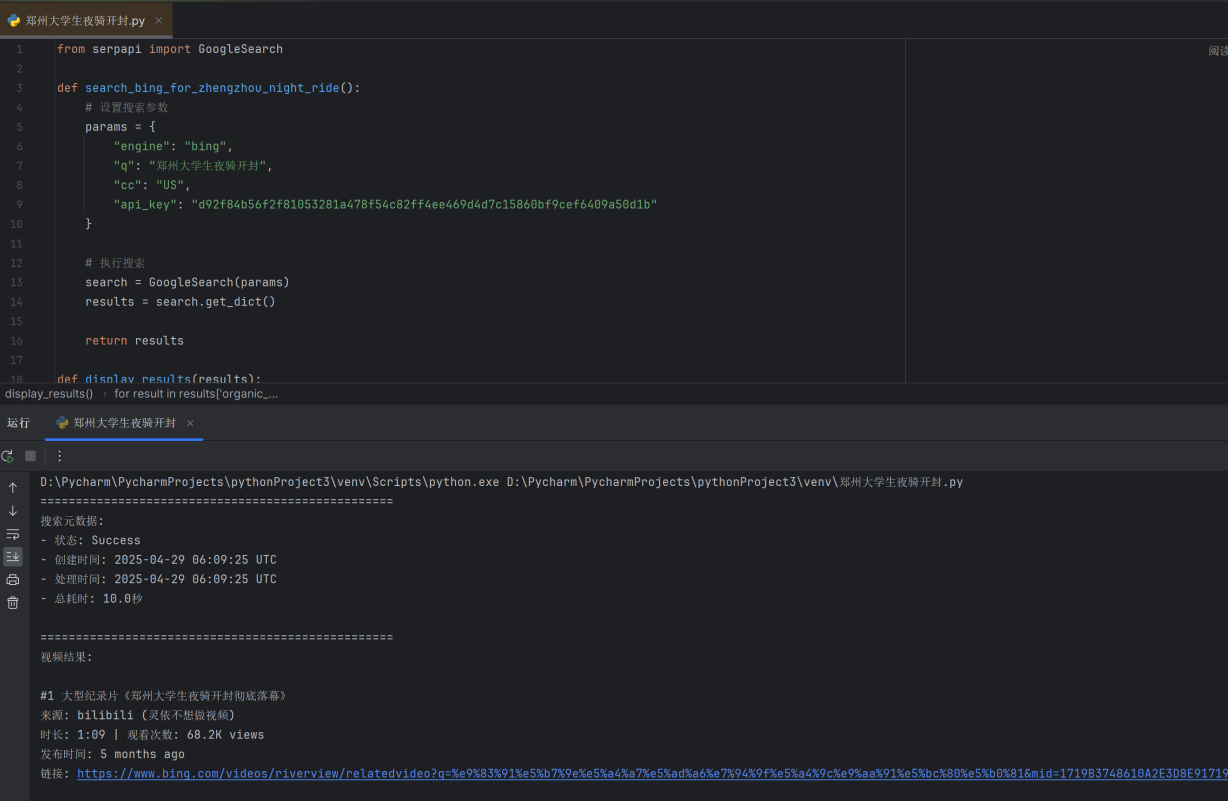 郑州大学生夜骑开封.py ×
阅读
1 from serpapi import GoogleSearch
2
3 def search_bing_for_zhengzhou_night_ride():
4 # 设置搜索参数
5 params = {
6 "engine": "bing",
7 "q": "郑州大学生夜骑开封",
8 "cc": "US",
9 "api_key": "d92f84b56f2f81053281a478f54c82ff4ee469d4d7c15860bf9cef6409a50d1b"
10 }
11
12 # 执行搜索
13 search = GoogleSearch(params)
14 results = search.get_dict()
15
16 return results
17
18 def display_results(results):
display_results() › for result in results['organic_...
运行 郑州大学生夜骑开封 ×
D:\Pycharm\PycharmProjects\pythonProject3\venv\Scripts\python.exe D:\Pycharm\PycharmProjects\pythonProject3\venv\郑州大学生夜骑开封.py
==================================================
搜索元数据:
- 状态: Success
- 创建时间: 2025-04-29 06:09:25 UTC
- 处理时间: 2025-04-29 06:09:25 UTC
- 总耗时: 10.0秒
==================================================
视频结果:
#1 大型纪录片《郑州大学生夜骑开封彻底落幕》
来源: bilibili (灵依不想做视频)
时长: 1:09 | 观看次数: 68.2K views
发布时间: 5 months ago
链接: https://www.bing.com/videos/riverview/relatedvideo?q=%e9%83%91%e5%b7%9e%e5%a4%a7%e5%ad%a6%e7%94%9f%e5%a4%9c%e9%aa%91%e5%bc%80%e5%b0%81&mid=1719B3748610A2E3D8E91719